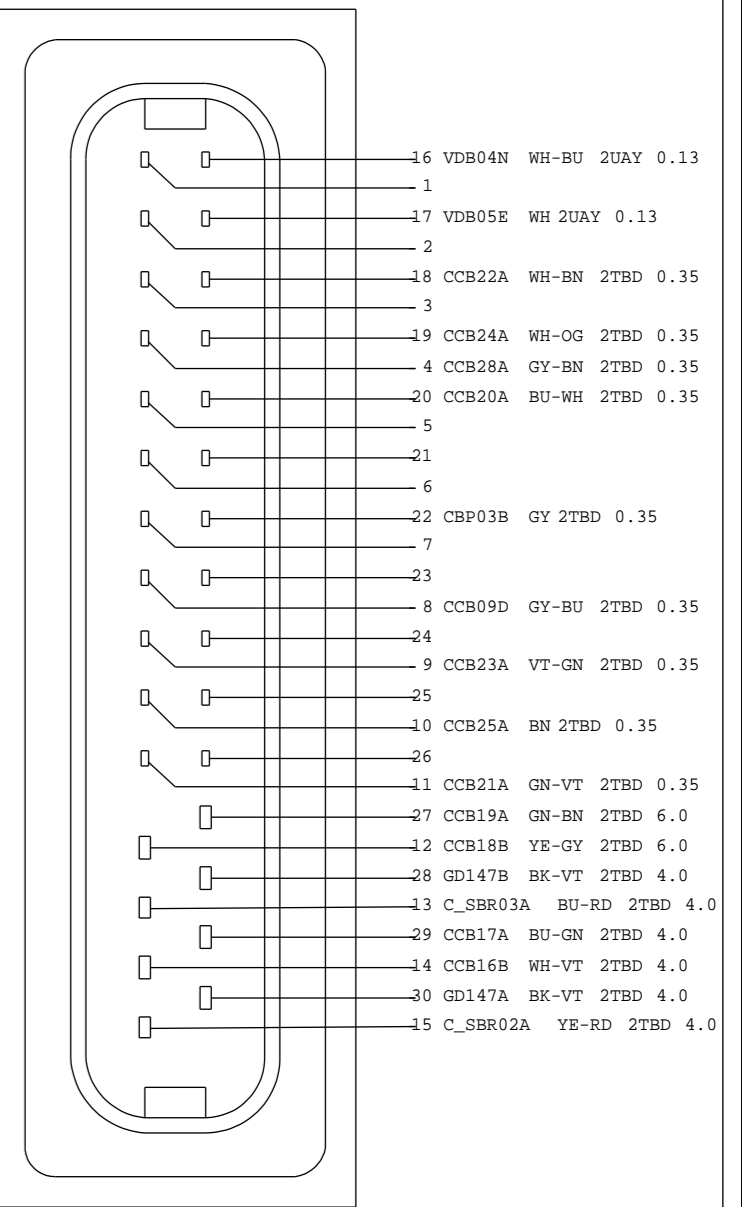 16 VDB04N WH-BU 2UAY 0.13
1
17 VDB05E WH 2UAY 0.13
2
18 CCB22A WH-BN 2TBD 0.35
3
19 CCB24A WH-OG 2TBD 0.35
4 CCB28A GY-BN 2TBD 0.35
20 CCB20A BU-WH 2TBD 0.35
5
21
6
22 CBP03B GY 2TBD 0.35
7
23
8 CCB09D GY-BU 2TBD 0.35
24
9 CCB23A VT-GN 2TBD 0.35
25
10 CCB25A BN 2TBD 0.35
26
11 CCB21A GN-VT 2TBD 0.35
27 CCB19A GN-BN 2TBD 6.0
12 CCB18B YE-GY 2TBD 6.0
28 GD147B BK-VT 2TBD 4.0
13 C_SBR03A BU-RD 2TBD 4.0
29 CCB17A BU-GN 2TBD 4.0
14 CCB16B WH-VT 2TBD 4.0
30 GD147A BK-VT 2TBD 4.0
15 C_SBR02A YE-RD 2TBD 4.0